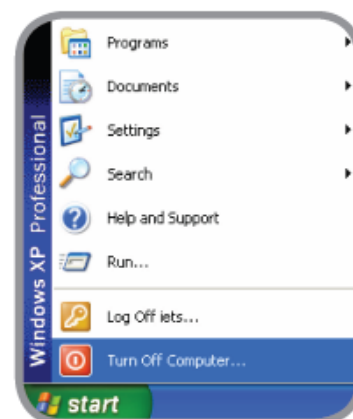 Windows XP Professional
Programs
Documents
Settings
Search
Help and Support
Run...
Log Off iets...
Turn Off Computer...
start